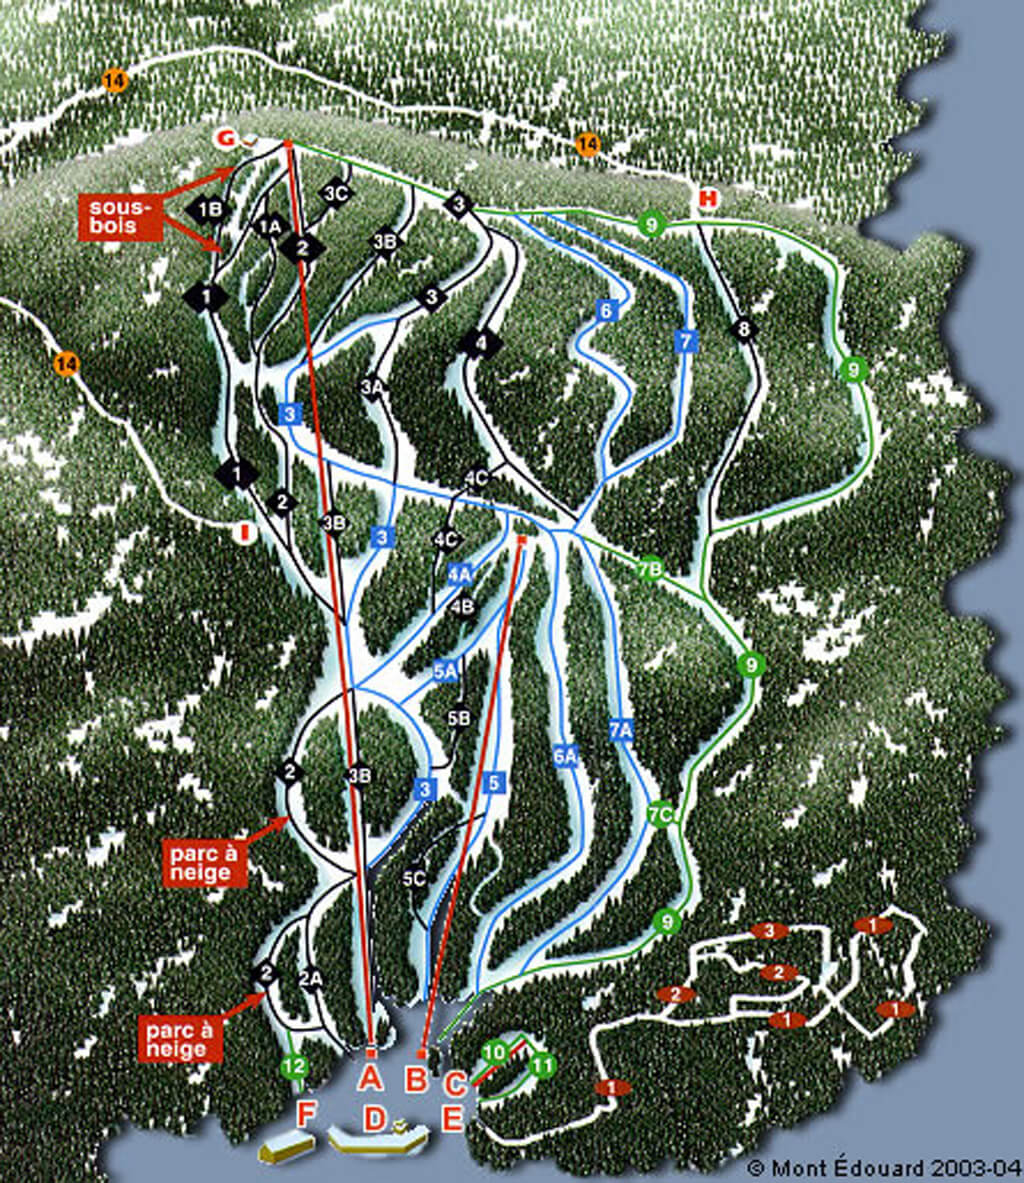 14
14
G
H
3C
sous-
bois
1B
3
1A
9
2
3B
1
3
6
8
7
4
14
9
3A
3
1
4C
2
3B
I
3
4C
7B
4A
4B
9
5A
5B
7A
6A
2
3B
5
3
7C
parc à
neige
5C
9
1
3
2
2
2A
2
1
1
parc à
neige
10
12
11
A
B
C
1
F
D
E
© Mont Édouard 2003-04